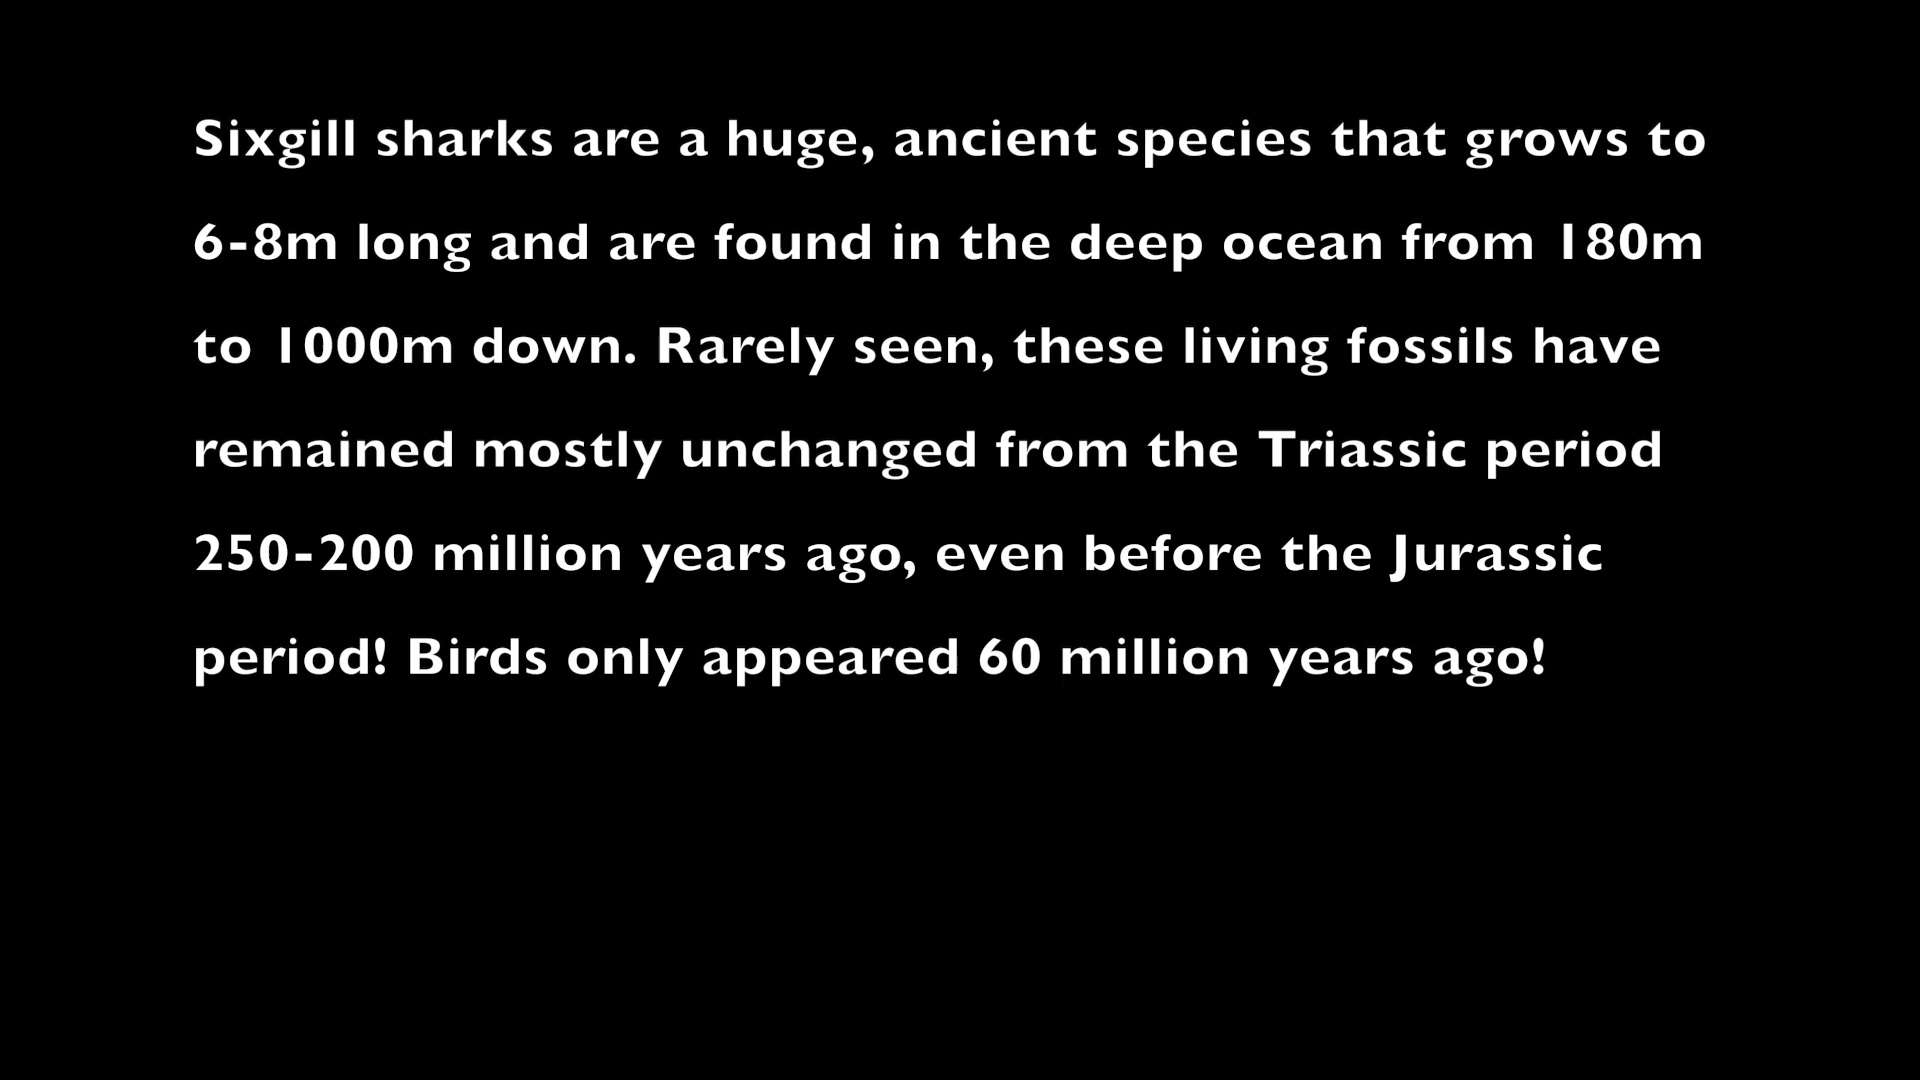 Sixgill sharks are a huge, ancient species that grows to
6-8m long and are found in the deep ocean from 180m
to 1000m down. Rarely seen, these living fossils have
remained mostly unchanged from the Triassic period
250-200 million years ago, even before the Jurassic
period! Birds only appeared 60 million years ago!